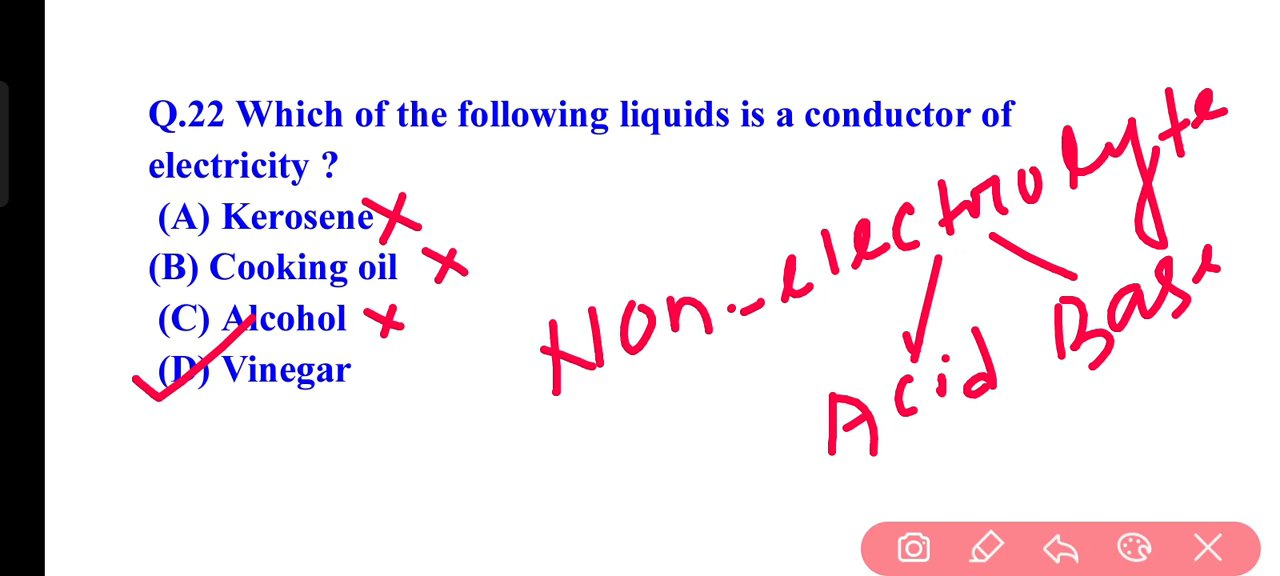 Q.22 Which of the following liquids is a conductor of
electricity ?
(A) Kerosene
(B) Cooking oil
(C) Alcohol
(D) Vinegar
Non-electrolyte
Acid Base